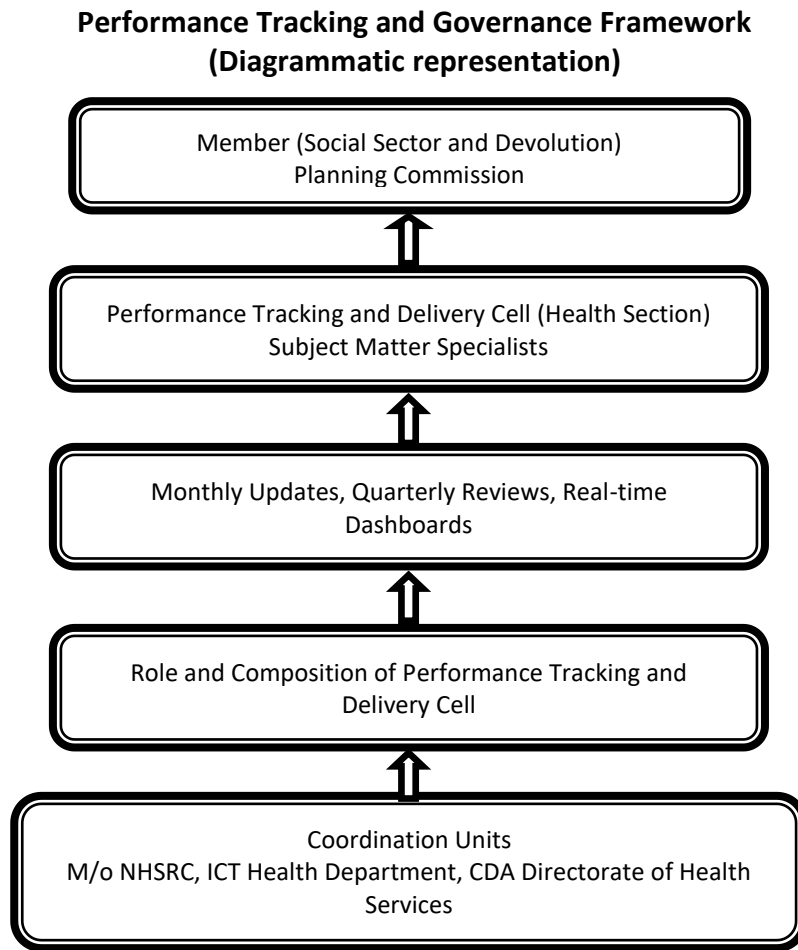 Performance Tracking and Governance Framework
(Diagrammatic representation)
Member (Social Sector and Devolution)
Planning Commission
Performance Tracking and Delivery Cell (Health Section)
Subject Matter Specialists
Monthly Updates, Quarterly Reviews, Real-time
Dashboards
Role and Composition of Performance Tracking and
Delivery Cell
Coordination Units
M/o NHSRC, ICT Health Department, CDA Directorate of Health
Services